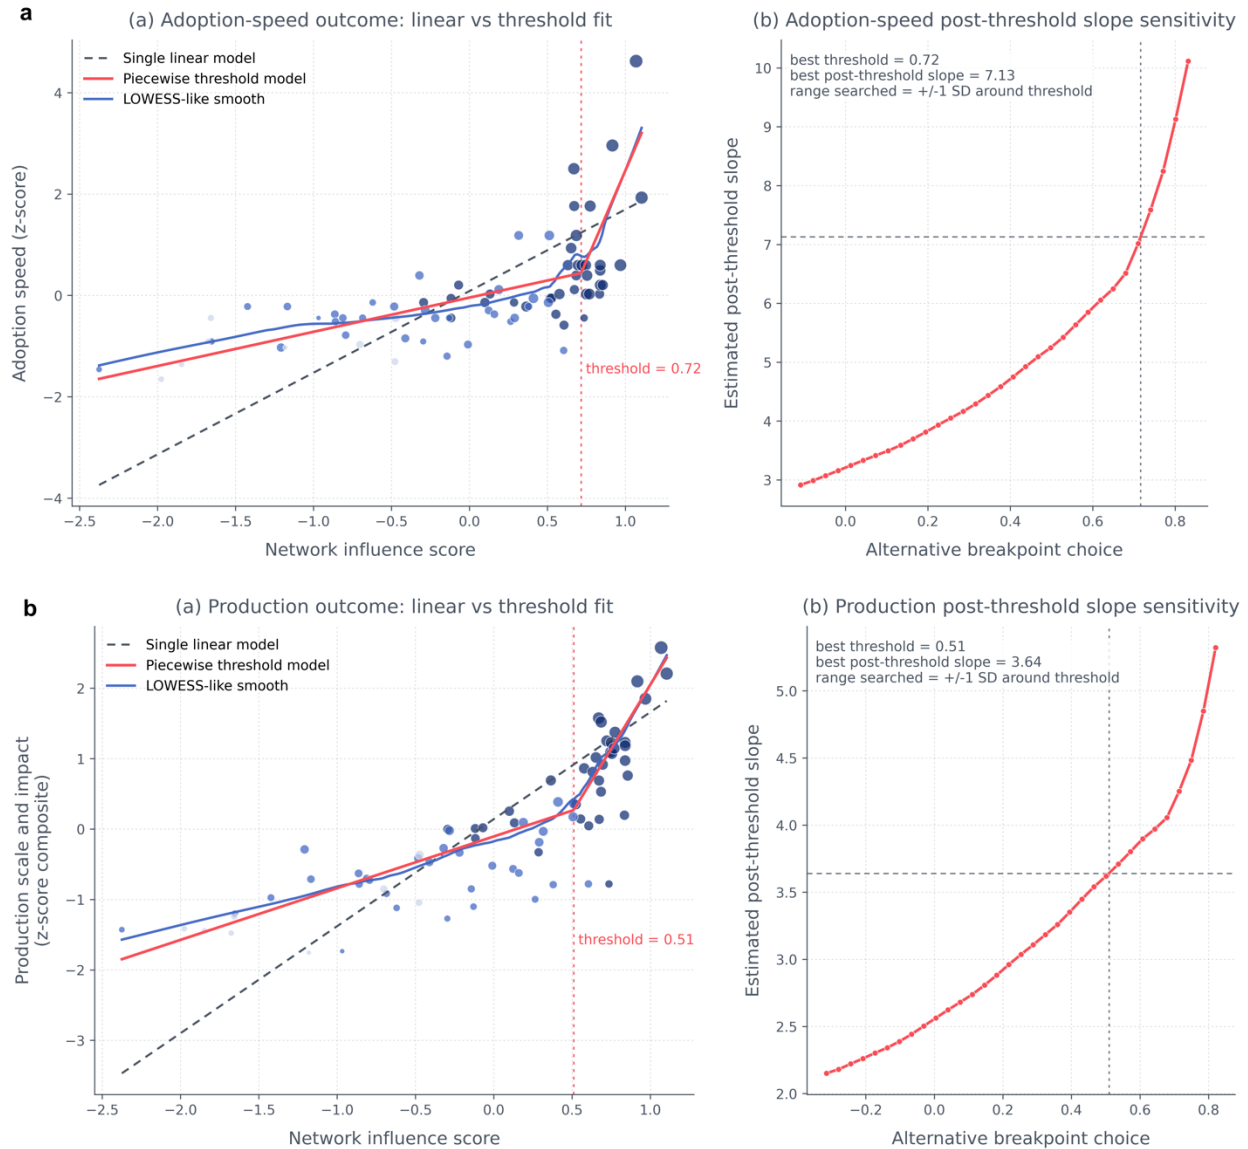 a
(a) Adoption-speed outcome: linear vs threshold fit
Single linear model
Piecewise threshold model
LOWESS-like smooth
4
2
0
−2
−4
Adoption speed (z-score)
threshold = 0.72
−2.5 −2.0 −1.5 −1.0 −0.5 0.0 0.5 1.0
Network influence score
(b) Adoption-speed post-threshold slope sensitivity
best threshold = 0.72
best post-threshold slope = 7.13
range searched = +/-1 SD around threshold
10
9
8
7
6
5
4
3
Estimated post-threshold slope
0.0 0.2 0.4 0.6 0.8
Alternative breakpoint choice
b
(a) Production outcome: linear vs threshold fit
Single linear model
Piecewise threshold model
LOWESS-like smooth
2
1
0
−1
−2
−3
Production scale and impact
(z-score composite)
threshold = 0.51
−2.5 −2.0 −1.5 −1.0 −0.5 0.0 0.5 1.0
Network influence score
(b) Production post-threshold slope sensitivity
best threshold = 0.51
best post-threshold slope = 3.64
range searched = +/-1 SD around threshold
5.0
4.5
4.0
3.5
3.0
2.5
2.0
Estimated post-threshold slope
−0.2 0.0 0.2 0.4 0.6 0.8
Alternative breakpoint choice